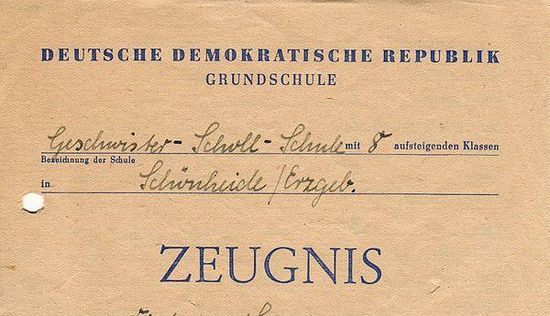 DEUTSCHE DEMOKRATISCHE REPUBLIK
GRUNDSCHULE
Geschwister-Scholl-Schule mit 8 aufsteigenden Klassen
Bezeichnung der Schule
in Schönheide/Erzgeb.
ZEUGNIS